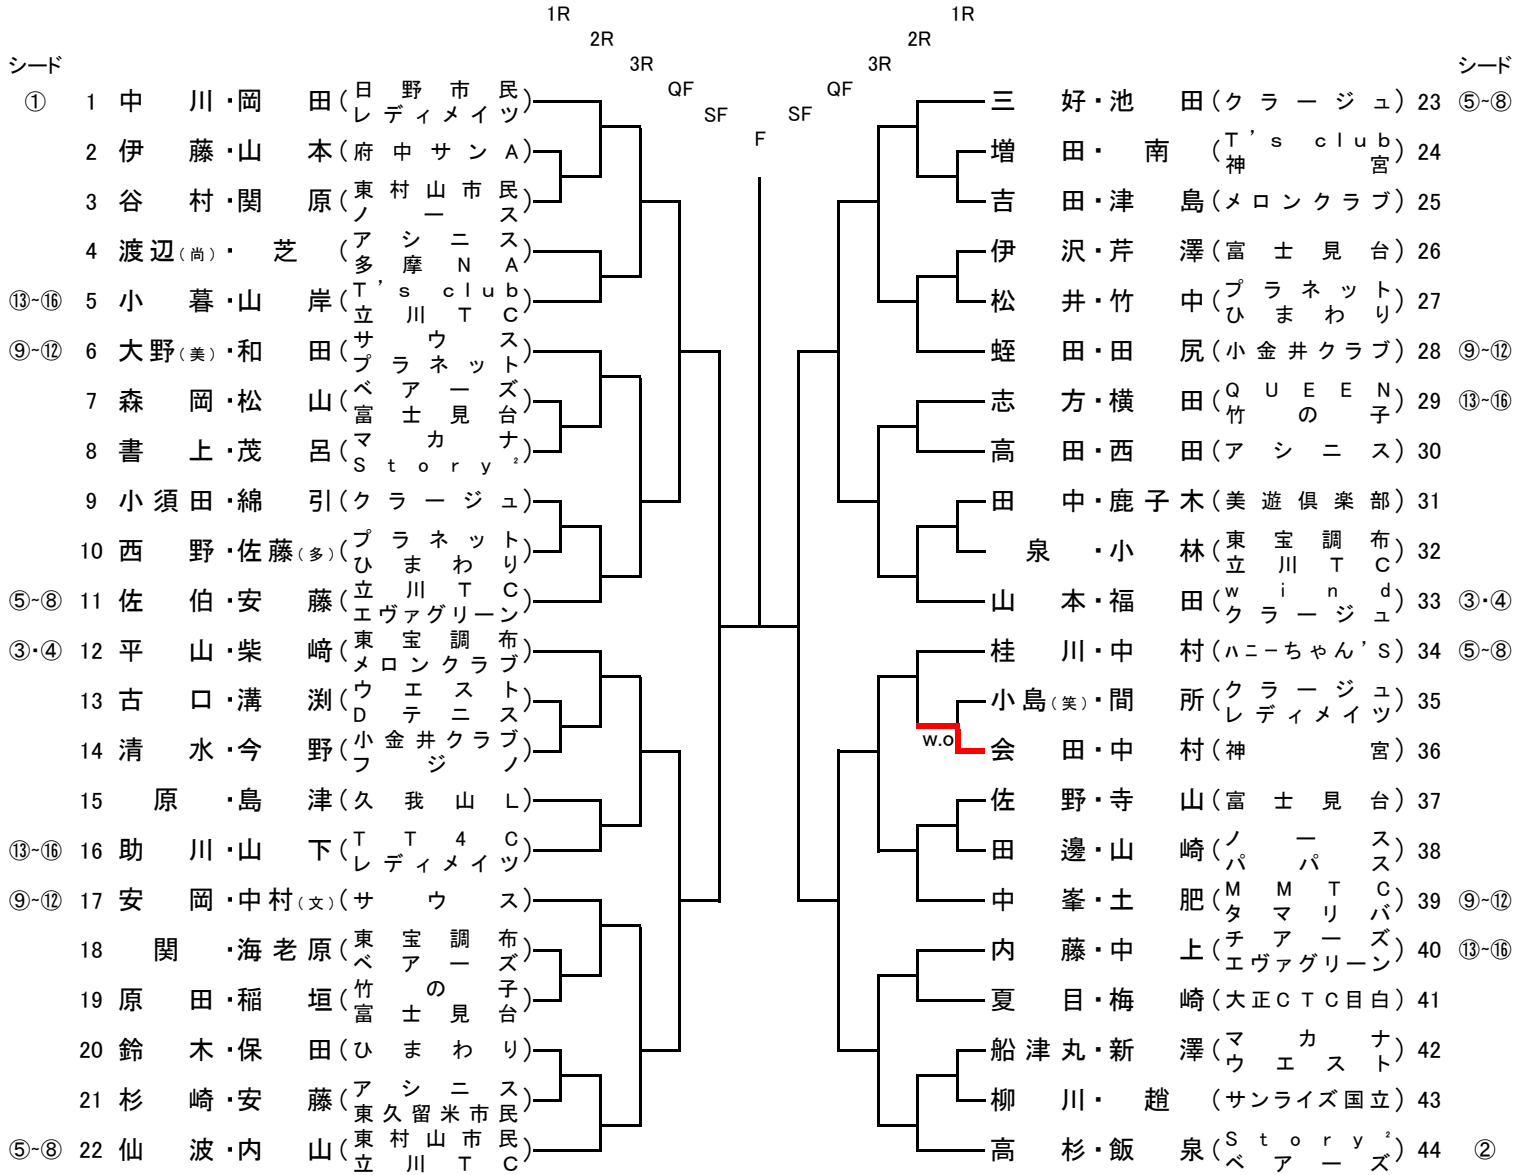 1R 1R
2R 2R
シード 3R 3R シード
QF QF
SF SF
F
① 1 中川・岡田(日野市民 レディメイツ)
2 伊藤・山本(府中サンA)
3 谷村・関原(東村山市民 ノース)
4 渡辺(尚)・芝(アシニス 多摩NA)
⑬~⑯ 5 小暮・山岸(T's club 立川TC)
⑨~⑫ 6 大野(美)・和田(サウス プラネット)
7 森岡・松山(ベアーズ 富士見台)
8 書上・茂呂(マカナ Story²)
9 小須田・綿引(クラージュ)
10 西野・佐藤(多)(プラネット ひまわり)
⑤~⑧ 11 佐伯・安藤(立川TC エヴァグリーン)
③・④ 12 平山・柴﨑(東宝調布 メロンクラブ)
13 古口・溝渕(ウエスト Dテニス)
14 清水・今野(小金井クラブ フジノ)
15 原・島津(久我山L)
⑬~⑯ 16 助川・山下(TT4C レディメイツ)
⑨~⑫ 17 安岡・中村(文)(サウス)
18 関・海老原(東宝調布 ベアーズ)
19 原田・稲垣(竹の子 富士見台)
20 鈴木・保田(ひまわり)
21 杉崎・安藤(アシニス 東久留米市民)
⑤~⑧ 22 仙波・内山(東村山市民 立川TC)
三好・池田(クラージュ) 23 ⑤~⑧
増田・南(T's club 神宮) 24
吉田・津島(メロンクラブ) 25
伊沢・芹澤(富士見台) 26
松井・竹中(プラネット ひまわり) 27
蛭田・田尻(小金井クラブ) 28 ⑨~⑫
志方・横田(QUEEN 竹の子) 29 ⑬~⑯
高田・西田(アシニス) 30
田中・鹿子木(美遊倶楽部) 31
泉・小林(東宝調布 立川TC) 32
山本・福田(wind クラージュ) 33 ③・④
桂川・中村(ハニーちゃん'S) 34 ⑤~⑧
小島(笑)・間所(クラージュ レディメイツ) 35
w.o
会田・中村(神宮) 36
佐野・寺山(富士見台) 37
田邊・山崎(ノース パパス) 38
中峯・土肥(MMTC タマリバ) 39 ⑨~⑫
内藤・中上(チアーズ エヴァグリーン) 40 ⑬~⑯
夏目・梅崎(大正CTC目白) 41
船津丸・新澤(マカナ ウエスト) 42
柳川・趙(サンライズ国立) 43
高杉・飯泉(Story² ベアーズ) 44 ②